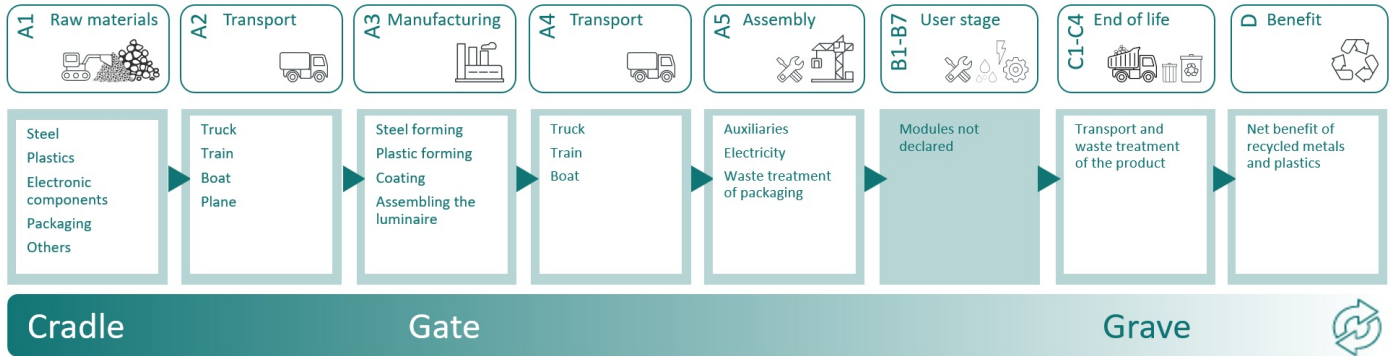 A1 Raw materials
A2 Transport
A3 Manufacturing
A4 Transport
A5 Assembly
B1-B7 User stage
C1-C4 End of life
D Benefit
Steel
Plastics
Electronic
components
Packaging
Others
Truck
Train
Boat
Plane
Steel forming
Plastic forming
Coating
Assembling the
luminaire
Truck
Train
Boat
Auxiliaries
Electricity
Waste treatment
of packaging
Modules not
declared
Transport and
waste treatment
of the product
Net benefit of
recycled metals
and plastics
Cradle
Gate
Grave